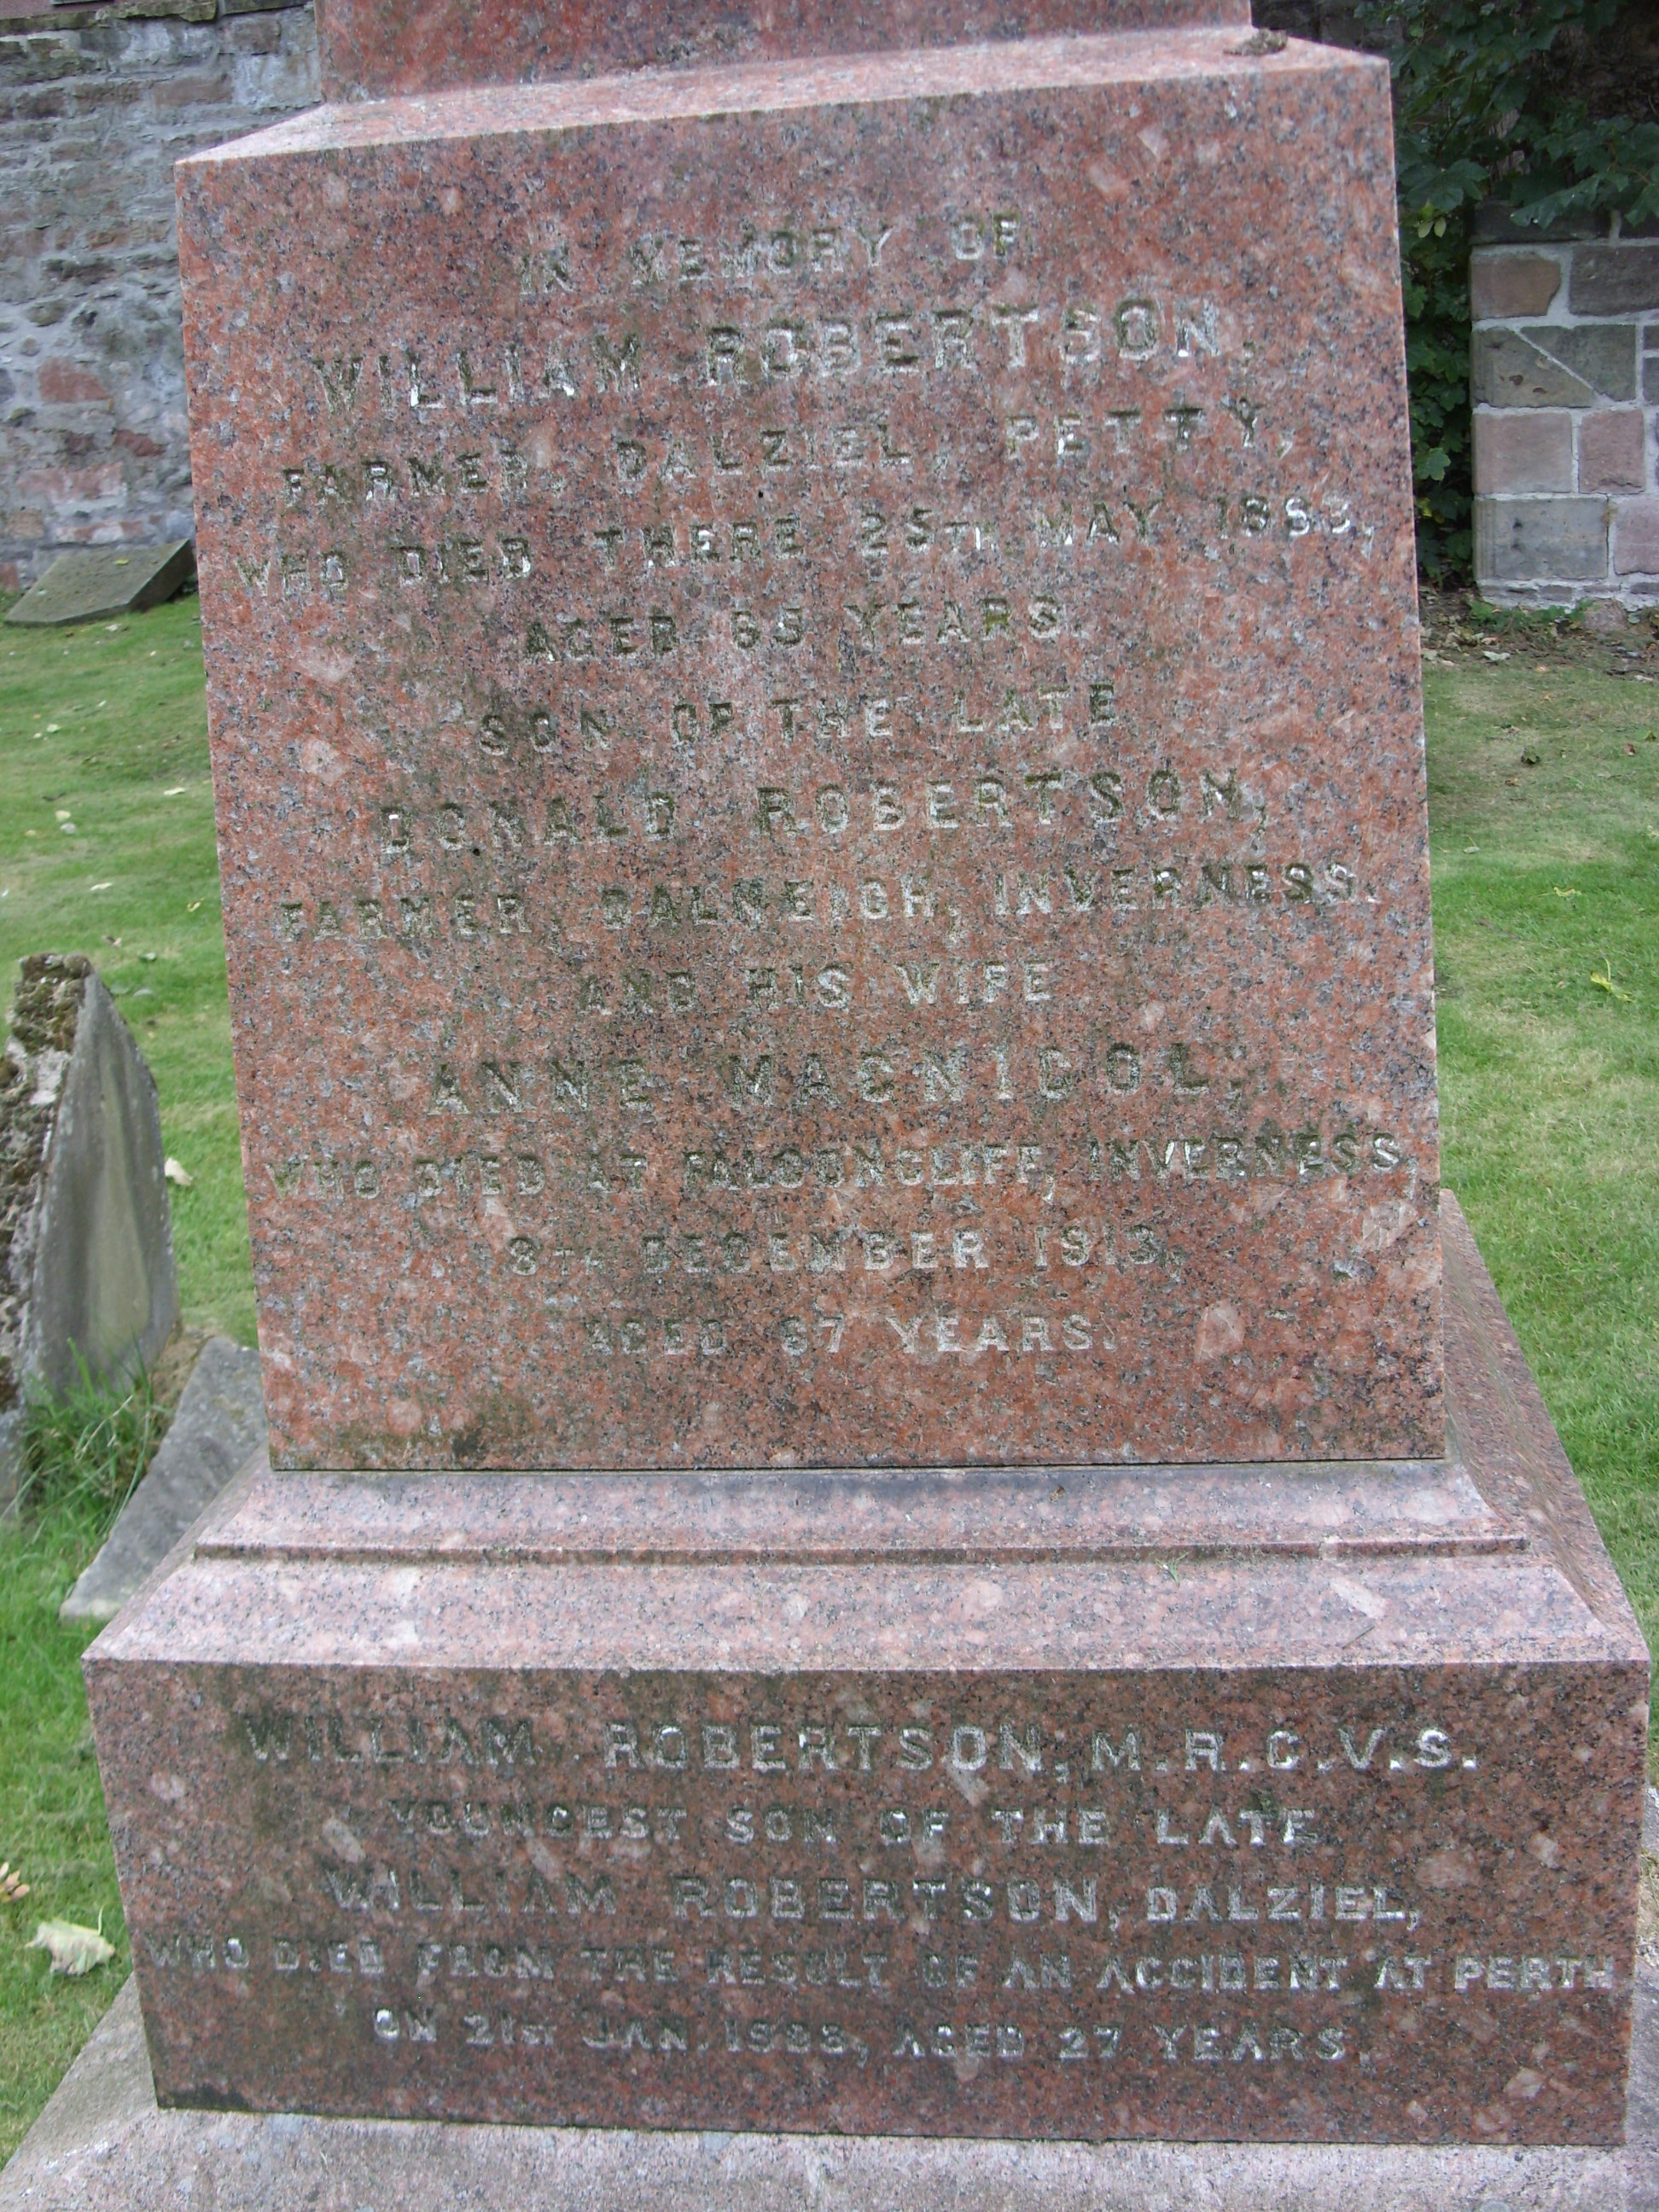 IN MEMORY OF
WILLIAM ROBERTSON,
FARMER, DALZIEL, PETTY,
WHO DIED THERE 25TH MAY
AGED 65 YEARS.
SON OF THE LATE
DONALD ROBERTSON,
FARMER, DALNEIGH, INVERNESS.
AND HIS WIFE
ANNE MACNICOL,
WHO DIED AT FALCONCLIFF, INVERNESS,
8TH DECEMBER 1913,
AGED YEARS.
WILLIAM ROBERTSON, M.R.C.V.S.
YOUNGEST SON OF THE LATE
WILLIAM ROBERTSON, DALZIEL,
WHO DIED FROM THE RESULT OF AN ACCIDENT AT PERTH
ON 21ST JAN. AGED 27 YEARS.